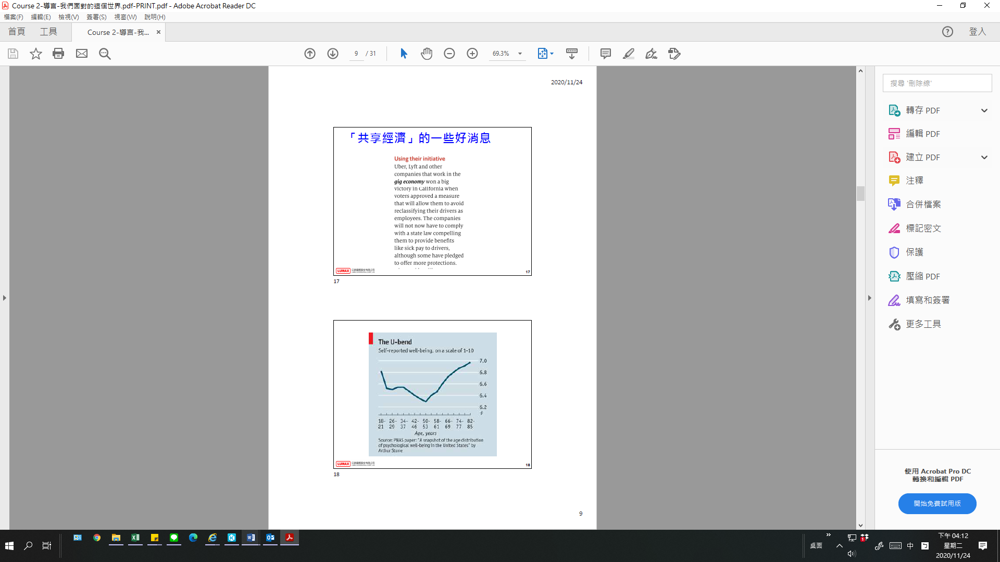 Course 2-導言-我們面對的這個世界.pdf-PRINT.pdf - Adobe Acrobat Reader DC
檔案(F) 編輯(E) 檢視(V) 簽署(S) 視窗(W) 說明(H)
首頁 工具 Course 2-導言-我... × 登入
9 / 31 69.3%
2020/11/24
「共享經濟」的一些好消息
Using their initiative
Uber, Lyft and other
companies that work in the
gig economy won a big
victory in California when
voters approved a measure
that will allow them to avoid
reclassifying their drivers as
employees. The companies
will not now have to comply
with a state law compelling
them to provide benefits
like sick pay to drivers,
although some have pledged
to offer more protections.
LUMAX
17
17
The U-bend
Self-reported well-being, on a scale of 1-10
7.0
6.8
6.6
6.4
6.2
18- 26- 34- 42- 50- 58- 66- 74- 82-
21 29 37 46 53 61 69 77 85
Age, years
Source: PNAS paper: "A snapshot of the age distribution
of psychological well-being in the United States" by
Arthur Stone
LUMAX
18
18
9
搜尋 '刪除線'
轉存 PDF
編輯 PDF
建立 PDF
注釋
合併檔案
標記密文
保護
壓縮 PDF
填寫和簽署
更多工具
使用 Acrobat Pro DC
轉換和編輯 PDF
開始免費試用版
桌面
中
下午 04:12
星期二
2020/11/24